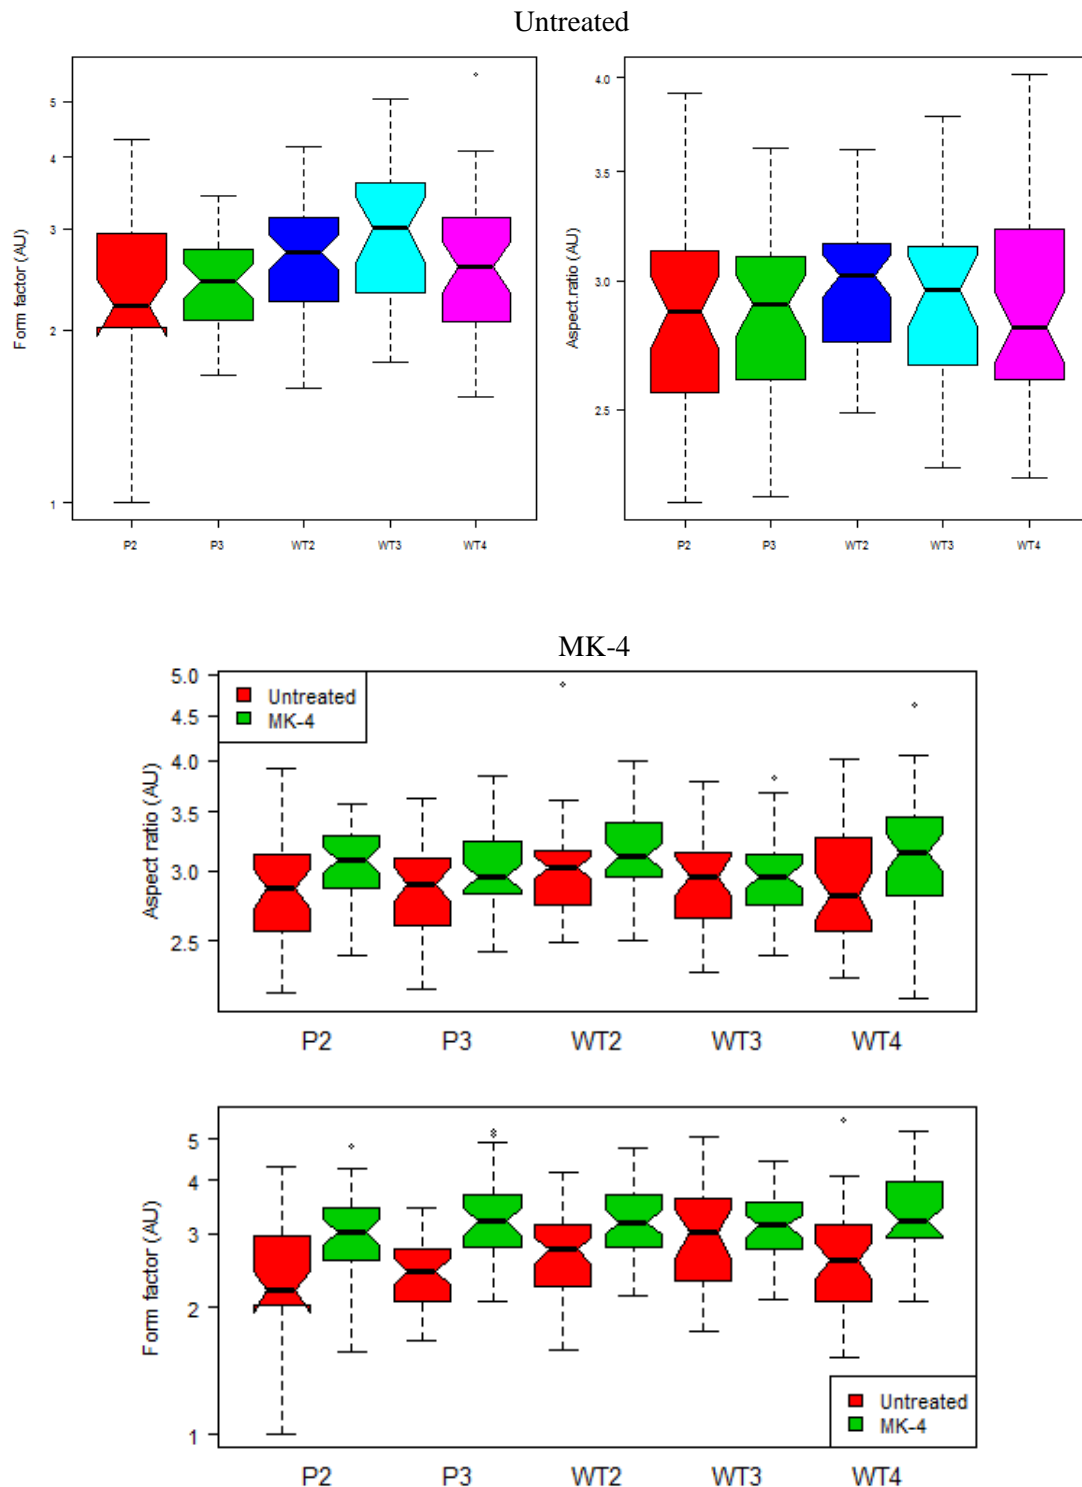 Untreated
Form factor (AU)
5
4
3
2
1
P2 P3 WT2 WT3 WT4
Aspect ratio (AU)
4.0
3.5
3.0
2.5
P2 P3 WT2 WT3 WT4
MK-4
Aspect ratio (AU)
5.0
4.5
4.0
3.5
3.0
2.5
Untreated
MK-4
P2 P3 WT2 WT3 WT4
Form factor (AU)
5
4
3
2
1
Untreated
MK-4
P2 P3 WT2 WT3 WT4